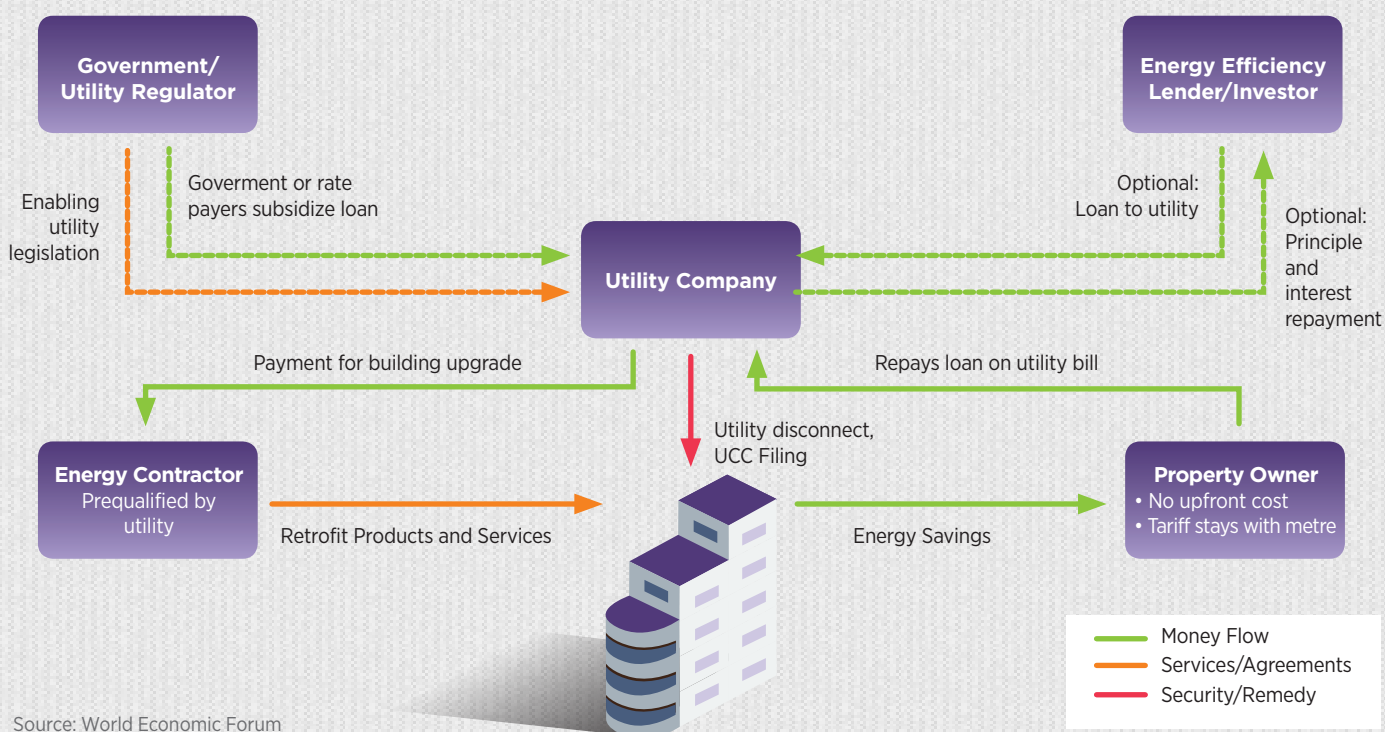 Government/
Utility Regulator
Energy Efficiency
Lender/Investor
Enabling
utility
legislation
Goverment or rate
payers subsidize loan
Optional:
Loan to utility
Optional:
Principle
and
interest
repayment
Utility Company
Payment for building upgrade
Repays loan on utility bill
Utility disconnect,
UCC Filing
Energy Contractor
Prequalified by
utility
Retrofit Products and Services
Energy Savings
Property Owner
• No upfront cost
• Tariff stays with metre
Money Flow
Services/Agreements
Security/Remedy
Source: World Economic Forum